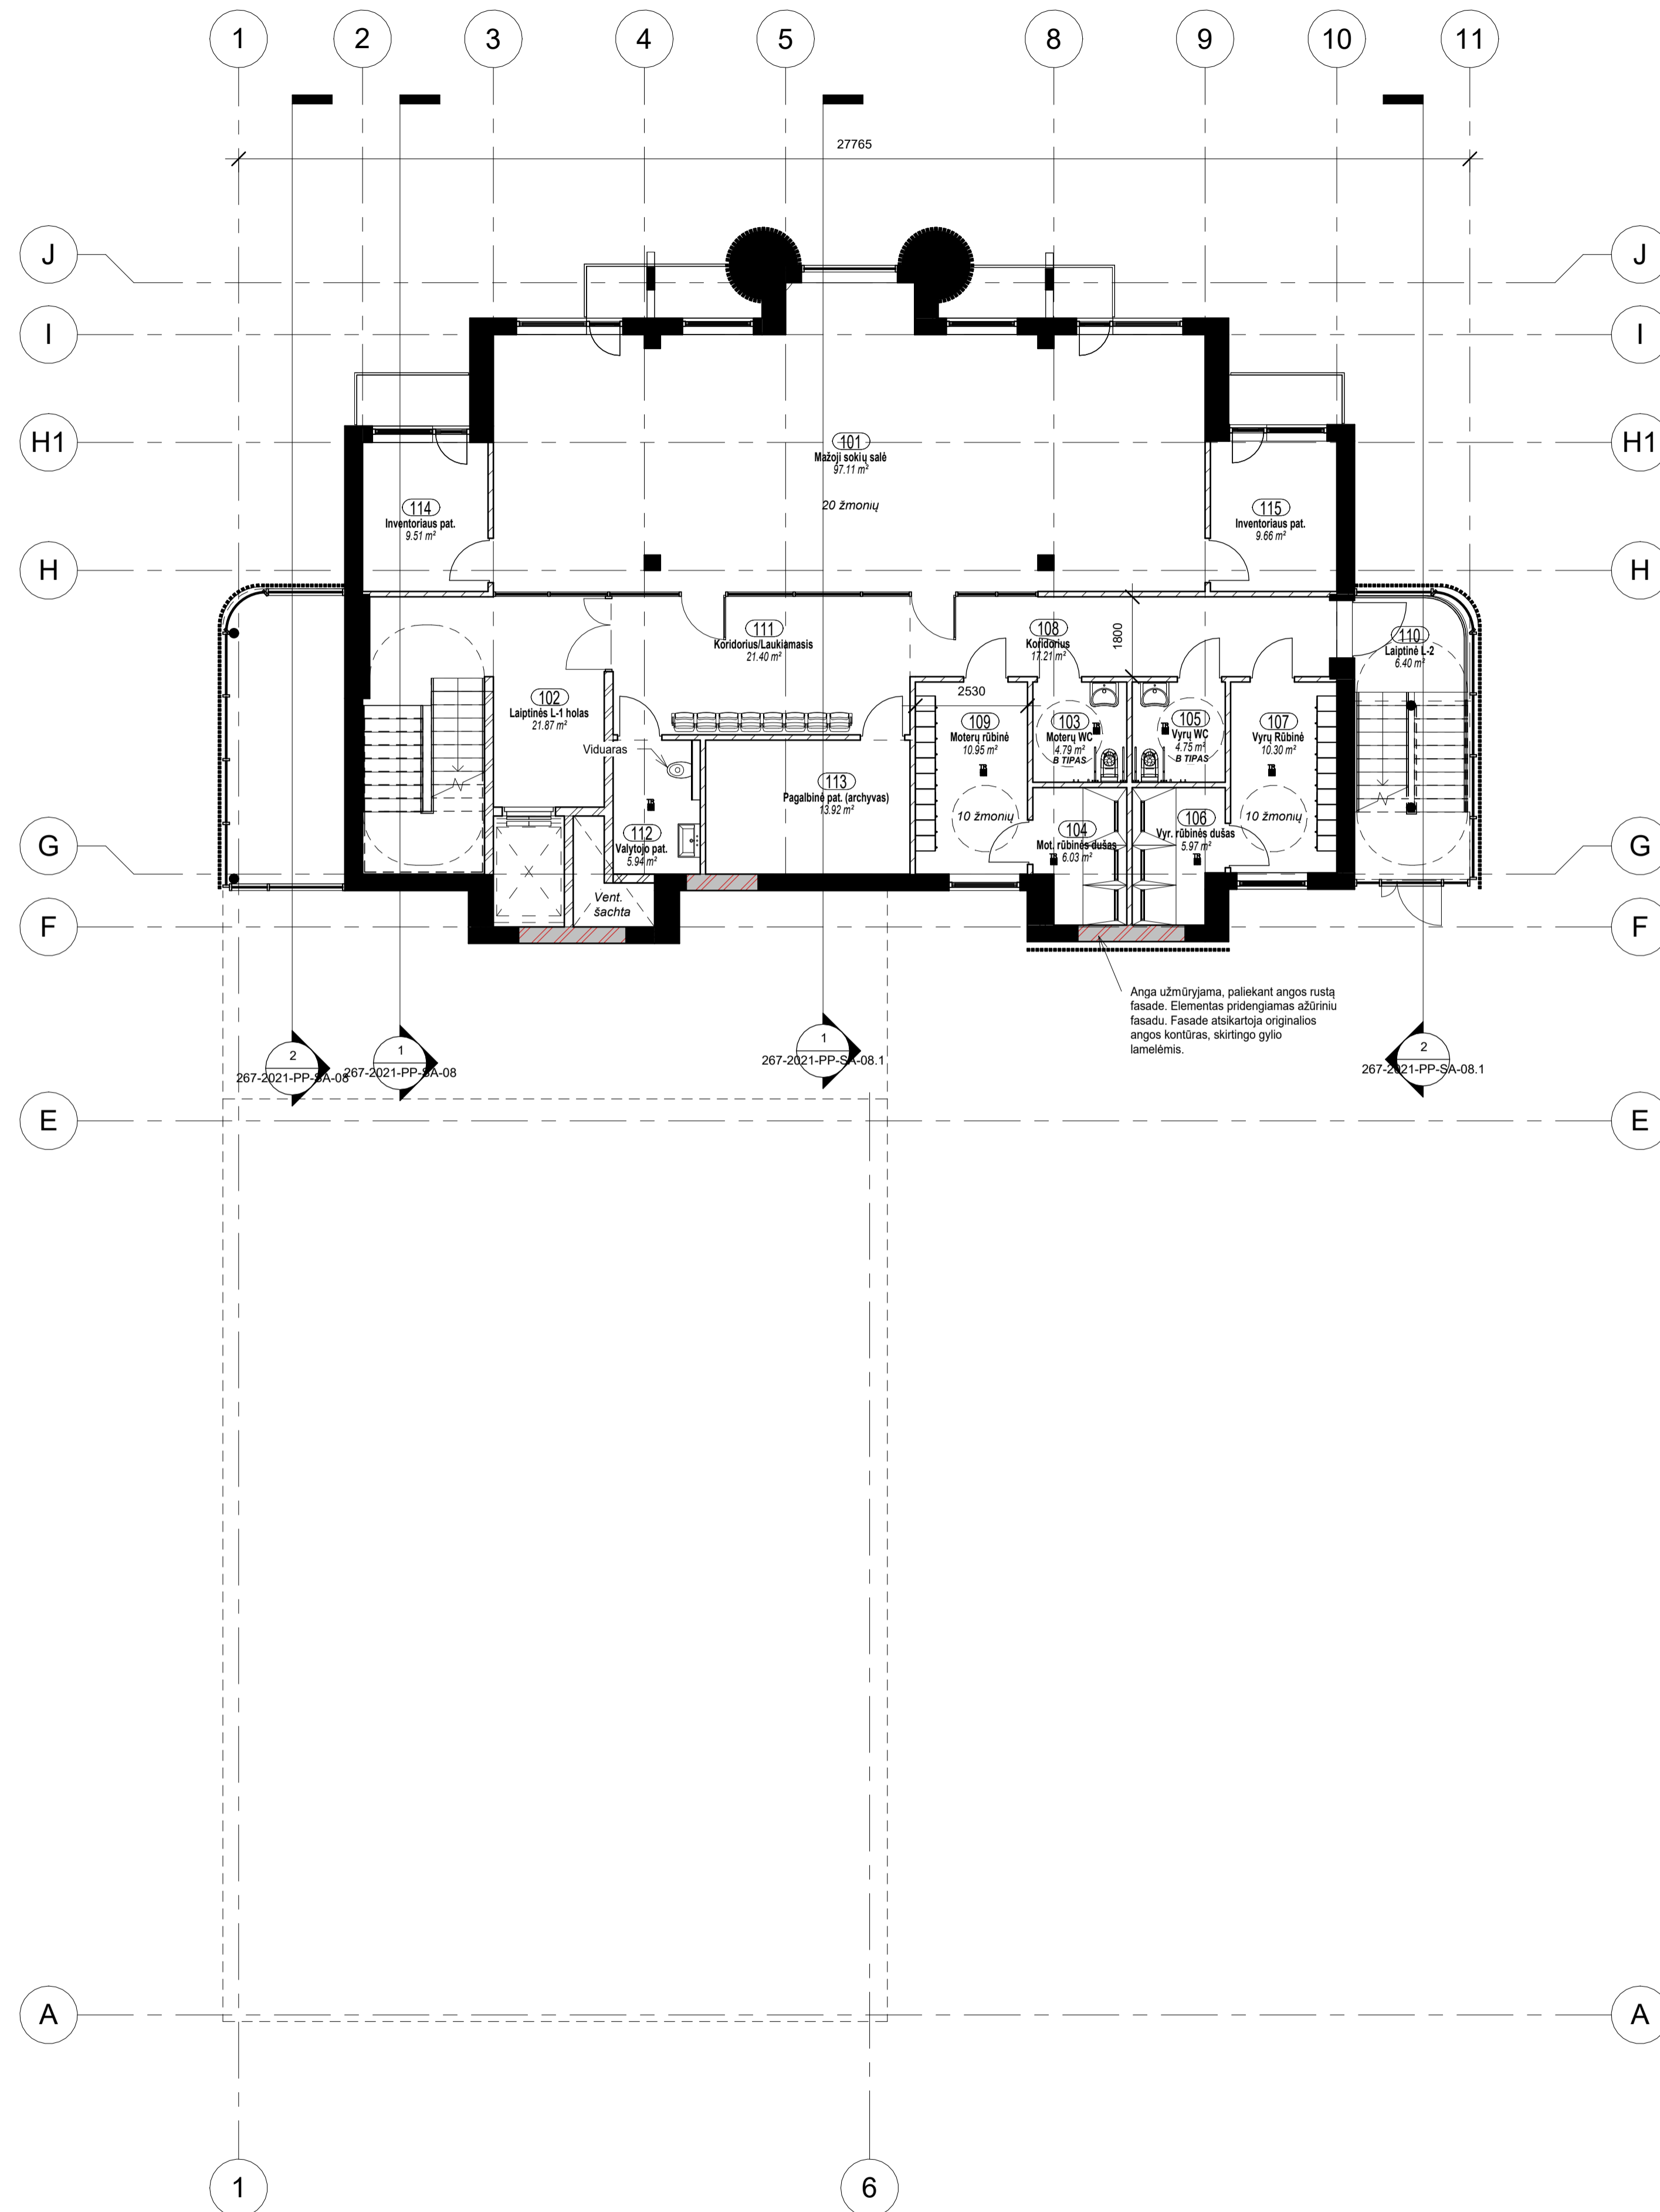 1
2
3
4
5
8
9
10
11
27765
J
J
I
I
H1
H1
101
Mažoji sokių salė
97.11 m²
20 žmonių
114
Inventoriaus pat.
9.51 m²
115
Inventoriaus pat.
9.66 m²
H
H
111
Koridorius/Laukiamasis
21.40 m²
108
Koridorius
17.21 m²
1800
110
Laiptinė L-2
6.40 m²
102
Laiptinės L-1 holas
21.87 m²
2530
109
Moterų rūbinė
10.95 m²
TB
10 žmonių
103
Moterų WC
4.79 m²
B TIPAS
TB
105
Vyrų WC
4.75 m²
B TIPAS
TB
107
Vyrų Rūbinė
10.30 m²
TB
10 žmonių
Viduaras
113
Pagalbinė pat. (archyvas)
13.92 m²
TB
112
Valytojo pat.
5.94 m²
104
Mot. rūbinės dušas
6.03 m²
TB
106
Vyr. rūbinės dušas
5.97 m²
TB
G
G
Vent.
šachta
F
F
Anga užmūryjama, paliekant angos rustą
fasade. Elementas pridengiamas ažūriniu
fasadu. Fasade atsikartoja originalios
angos kontūras, skirtingo gylio
lamelėmis.
2
267-2021-PP-SA-08
1
267-2021-PP-SA-08
1
267-2021-PP-SA-08.1
2
267-2021-PP-SA-08.1
E
E
A
A
1
6